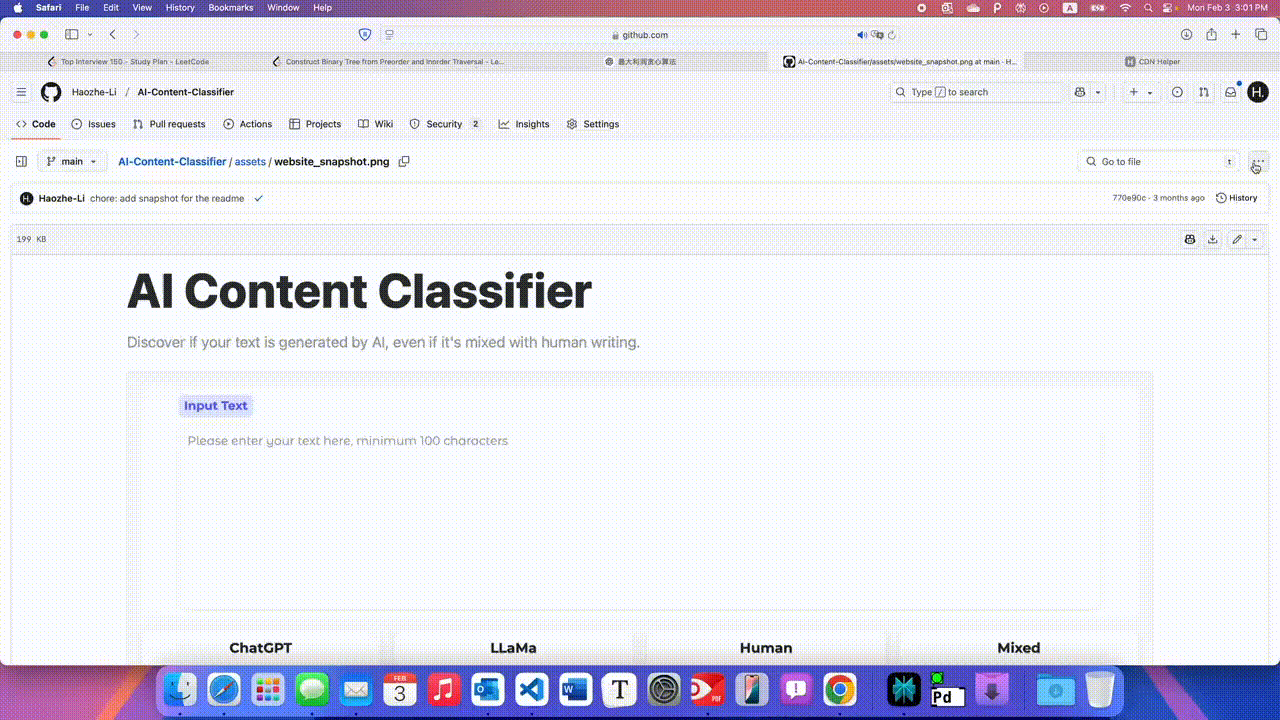 Safari File Edit View History Bookmarks Window Help A Mon Feb 3 3:01 PM
github.com
Top Interview 150 - Study Plan - LeetCode
Construct Binary Tree from Preorder and Inorder Traversal - Le...
意大利润贪心算法
AI-Content-Classifier/assets/website_snapshot.png at main · H...
H CDN Helper
Haozhe-Li / AI-Content-Classifier
Type / to search
H.
Code Issues Pull requests Actions Projects Wiki Security 2 Insights Settings
main
AI-Content-Classifier / assets / website_snapshot.png
Go to file t
H. Haozhe-Li chore: add snapshot for the readme
770e90c · 3 months ago History
199 KB
AI Content Classifier
Discover if your text is generated by AI, even if it's mixed with human writing.
Input Text
Please enter your text here, minimum 100 characters
ChatGPT LLaMa Human Mixed
FEB
3
T
Pd